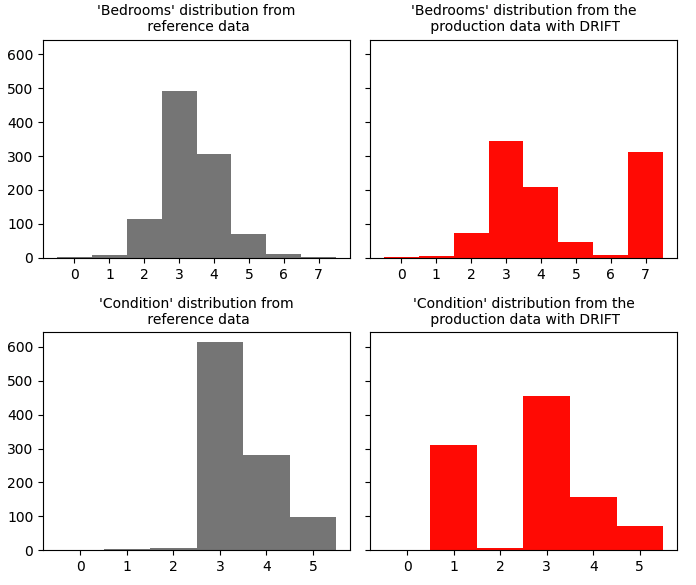 'Bedrooms' distribution from
reference data
'Bedrooms' distribution from the
production data with DRIFT
600
500
400
300
200
100
0
0 1 2 3 4 5 6 7
0 1 2 3 4 5 6 7
'Condition' distribution from
reference data
'Condition' distribution from the
production data with DRIFT
600
500
400
300
200
100
0
0 1 2 3 4 5
0 1 2 3 4 5